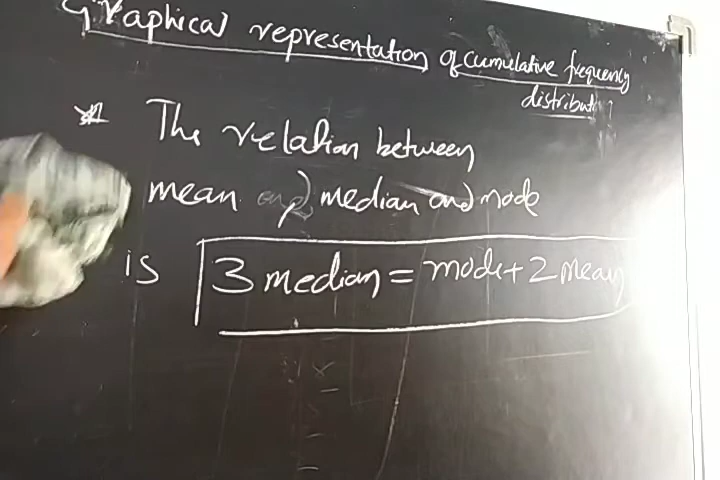 Graphical representation of cumulative frequency
distribut
* The relation between
mean and median and mode
is 3 median = mode + 2 mean